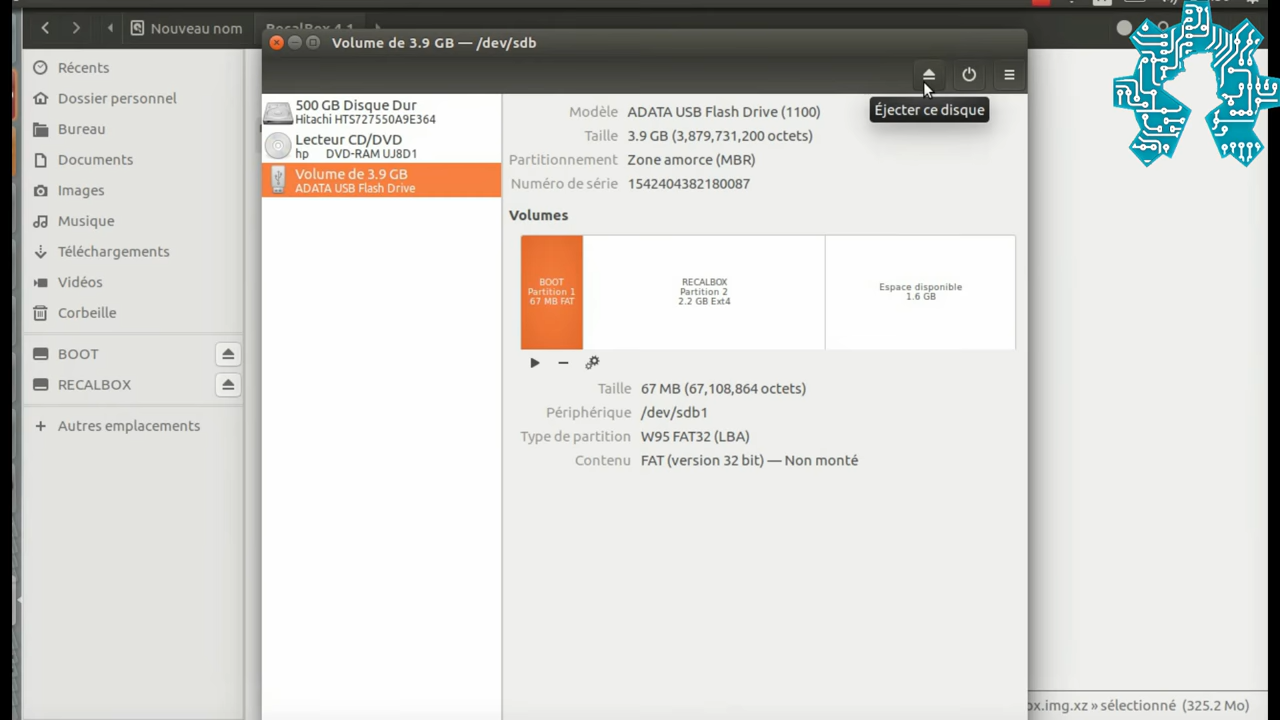 Nouveau nom
RecalBox 4.1
Volume de 3.9 GB — /dev/sdb
Récents
Dossier personnel
Bureau
Documents
Images
Musique
Téléchargements
Vidéos
Corbeille
BOOT
RECALBOX
Autres emplacements
500 GB Disque Dur
Hitachi HTS727550A9E364
Lecteur CD/DVD
hp DVD-RAM UJ8D1
Volume de 3.9 GB
ADATA USB Flash Drive
Éjecter ce disque
Modèle ADATA USB Flash Drive (1100)
Taille 3.9 GB (3,879,731,200 octets)
Partitionnement Zone amorce (MBR)
Numéro de série 1542404382180087
Volumes
BOOT
Partition 1
67 MB FAT
RECALBOX
Partition 2
2.2 GB Ext4
Espace disponible
1.6 GB
Taille 67 MB (67,108,864 octets)
Périphérique /dev/sdb1
Type de partition W95 FAT32 (LBA)
Contenu FAT (version 32 bit) — Non monté
ox.img.xz » sélectionné (325.2 Mo)